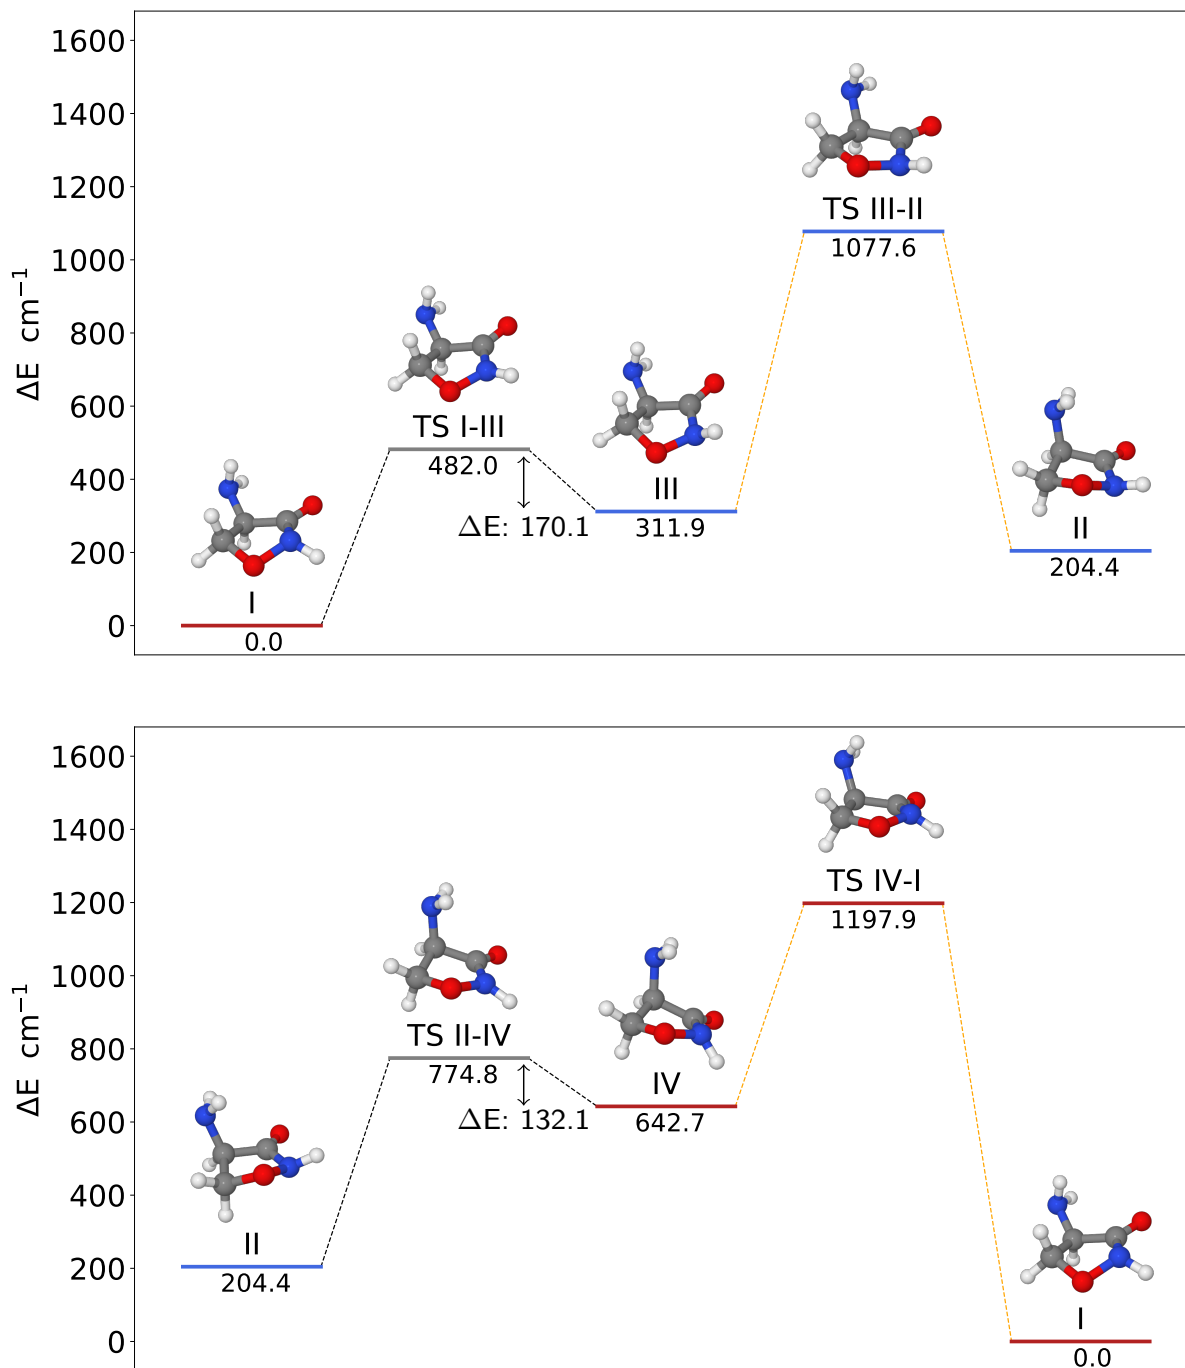 1600
1400
1200
1000
800
600
400
200
0
ΔE cm⁻¹
TS III-II
1077.6
TS I-III
482.0
ΔE: 170.1
III
311.9
II
204.4
I
0.0
1600
1400
1200
1000
800
600
400
200
0
ΔE cm⁻¹
TS IV-I
1197.9
TS II-IV
774.8
ΔE: 132.1
IV
642.7
II
204.4
I
0.0